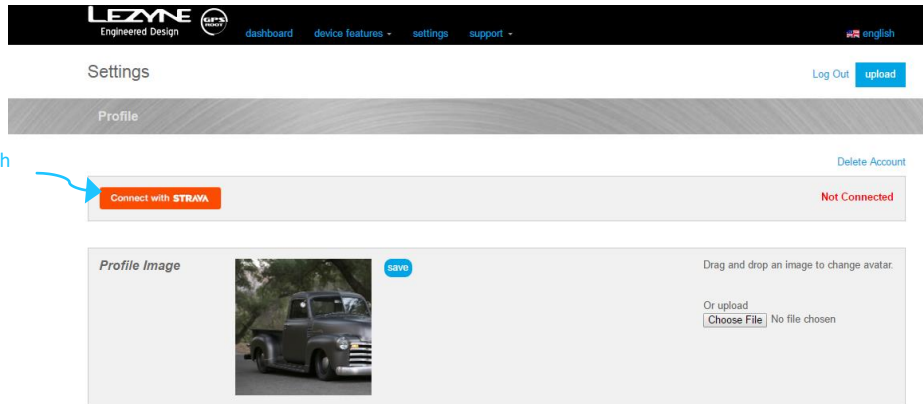 LEZYNE
Engineered Design
GPS
ROOT
dashboard device features settings support
english
Settings
Log Out upload
Profile
Delete Account
h
Connect with STRAVA
Not Connected
Profile Image
save
Drag and drop an image to change avatar.
Or upload
Choose File No file chosen